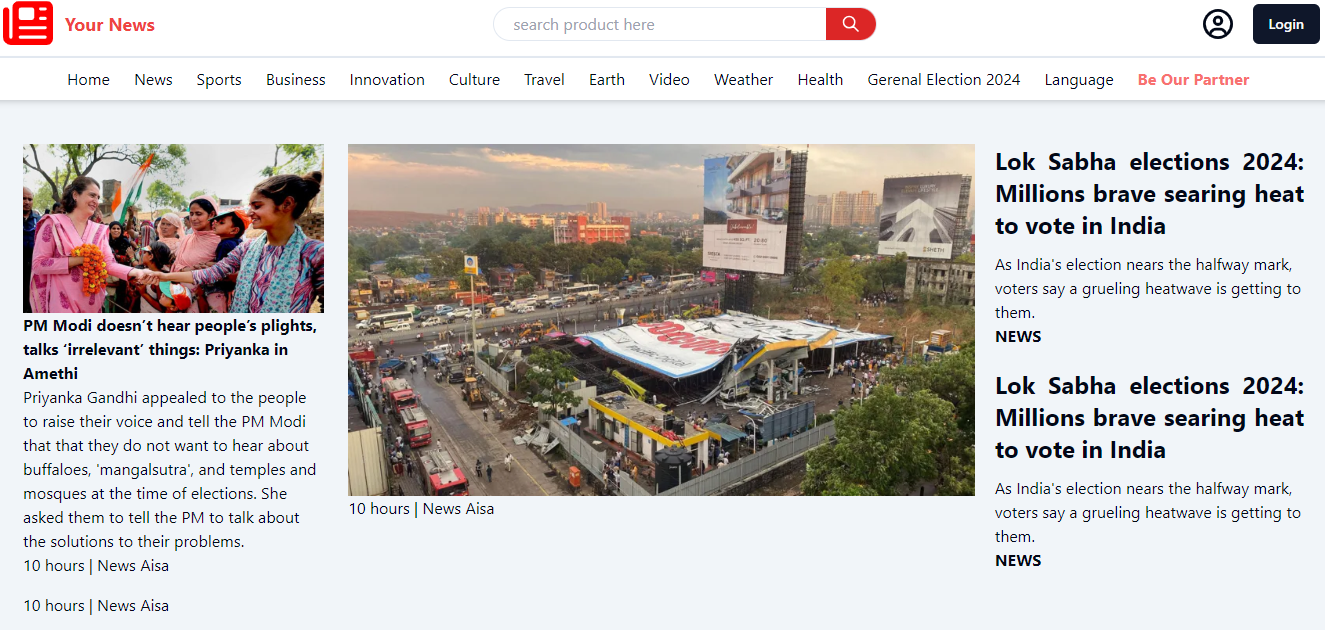 Your News
search product here
Login
Home News Sports Business Innovation Culture Travel Earth Video Weather Health Gerenal Election 2024 Language Be Our Partner
PM Modi doesn’t hear people’s plights,
talks ‘irrelevant’ things: Priyanka in
Amethi
Priyanka Gandhi appealed to the people
to raise their voice and tell the PM Modi
that that they do not want to hear about
buffaloes, 'mangalsutra', and temples and
mosques at the time of elections. She
asked them to tell the PM to talk about
the solutions to their problems.
10 hours | News Aisa
10 hours | News Aisa
10 hours | News Aisa
Lok Sabha elections 2024:
Millions brave searing heat
to vote in India
As India's election nears the halfway mark,
voters say a grueling heatwave is getting to
them.
NEWS
Lok Sabha elections 2024:
Millions brave searing heat
to vote in India
As India's election nears the halfway mark,
voters say a grueling heatwave is getting to
them.
NEWS